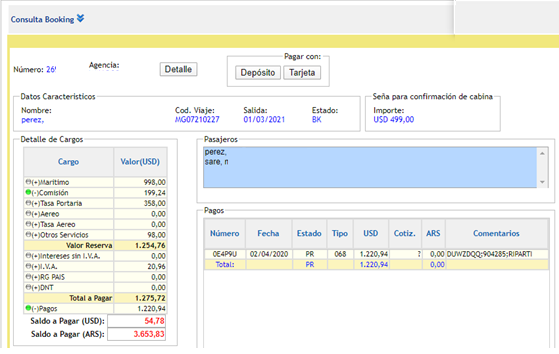 Consulta Booking
Número: 26
Agencia:
Detalle
Pagar con:
Depósito Tarjeta
Datos Característicos
Nombre: Cod. Viaje: Salida: Estado:
perez, MG07210227 01/03/2021 BK
Seña para confirmación de cabina
Importe:
USD 499,00
Detalle de Cargos
Cargo Valor(USD)
(+)Maritimo 998,00
(-)Comisión 199,24
(+)Tasa Portaria 358,00
(+)Aereo 0,00
(+)Tasa Aereo 0,00
(+)Otros Servicios 98,00
Valor Reserva 1.254,76
(+)Intereses sin I.V.A. 0,00
(+)I.V.A. 20,96
(+)RG PAIS 0,00
(+)DNT 0,00
Total a Pagar 1.275,72
(-)Pagos 1.220,94
Saldo a Pagar (USD): 54,78
Saldo a Pagar (ARS): 3.653,83
Pasajeros
perez,
sare, r
Pagos
Número Fecha Estado Tipo USD Cotiz. ARS Comentarios
0E4P9U 02/04/2020 PR 068 1.220,94 ? 0,00 DUWZDQQ;904285;RIPARTI
Total: PR 1.220,94 0,00